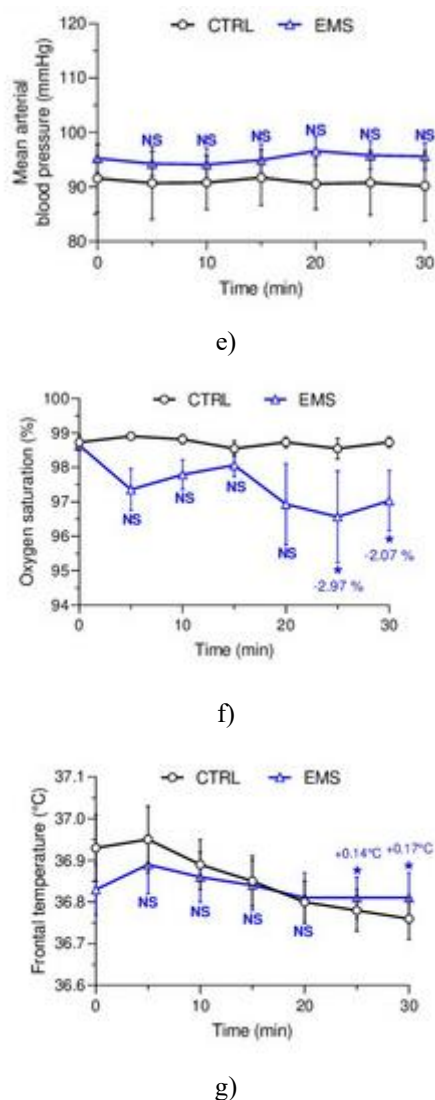 CTRL EMS
Mean arterial
blood pressure (mmHg)
120
110
100
90
80
NS NS NS NS NS NS
0 10 20 30
Time (min)
e)
CTRL EMS
Oxygen saturation (%)
100
99
98
97
96
95
94
NS NS NS NS
* -2.97 %
* -2.07 %
0 10 20 30
Time (min)
f)
CTRL EMS
Frontal temperature (°C)
37.1
37.0
36.9
36.8
36.7
36.6
+0.14°C +0.17°C
* *
NS NS NS NS
0 10 20 30
Time (min)
g)